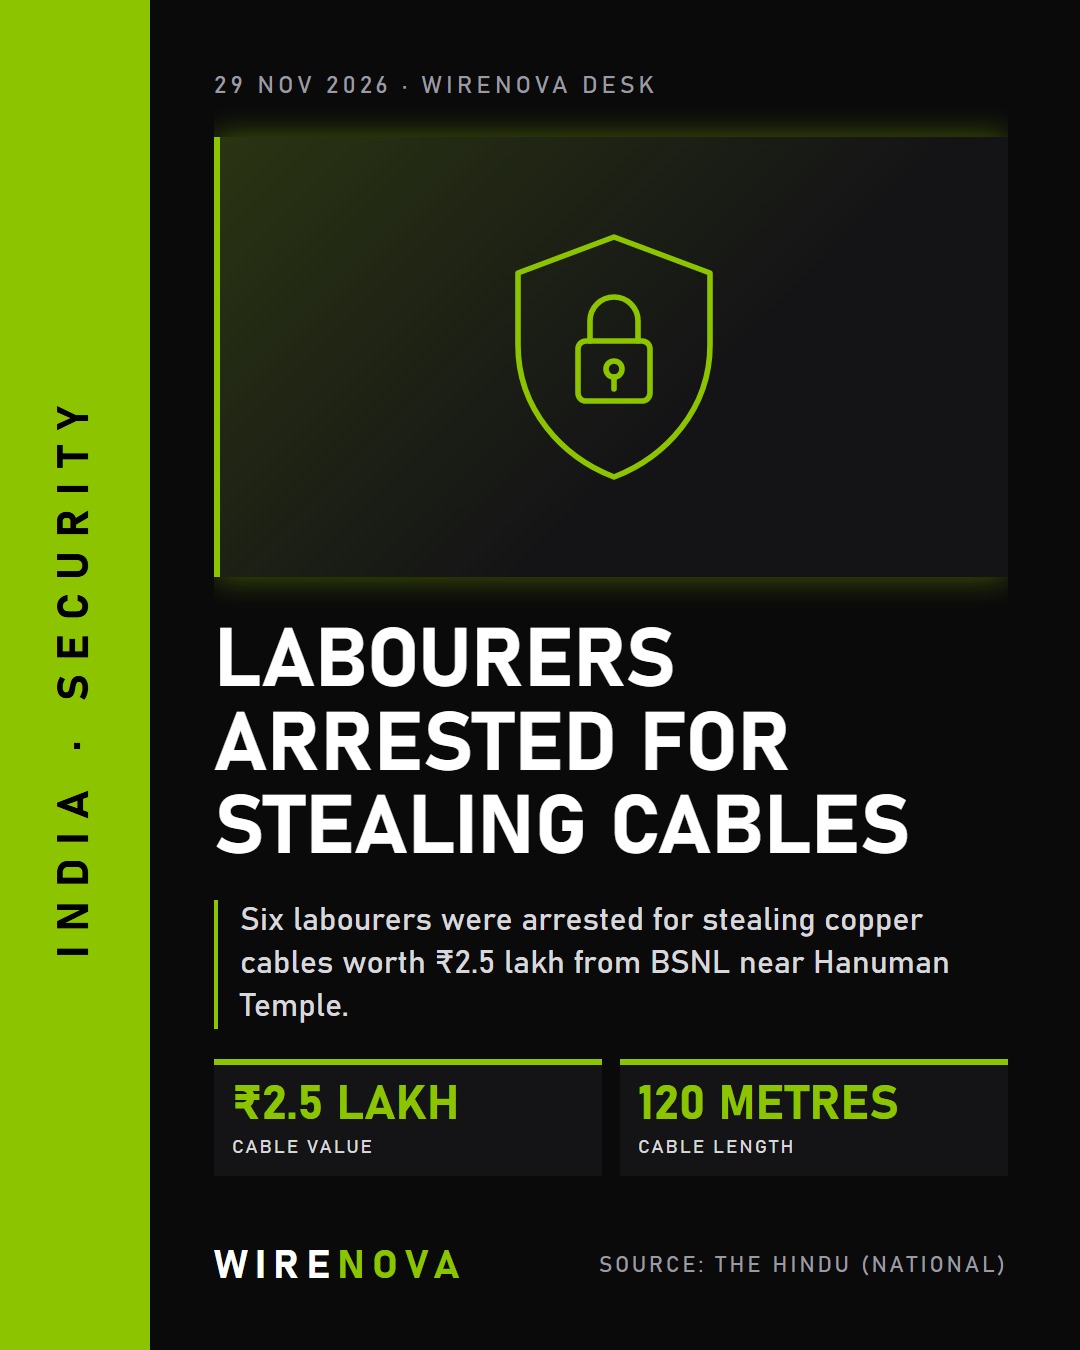 INDIA · SECURITY
29 NOV 2026 · WIRENOVA DESK
LABOURERS
ARRESTED FOR
STEALING CABLES
Six labourers were arrested for stealing copper
cables worth ₹2.5 lakh from BSNL near Hanuman
Temple.
₹2.5 LAKH
CABLE VALUE
120 METRES
CABLE LENGTH
WIRENOVA
SOURCE: THE HINDU (NATIONAL)